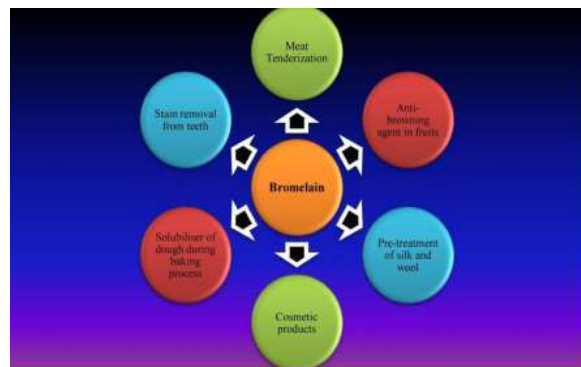 Meat
Tenderization
Stain removal
from teeth
Anti-
browning
agent in fruits
Bromelain
Solubiliser of
dough during
baking
process
Pre-treatment
of silk and
wool
Cosmetic
products